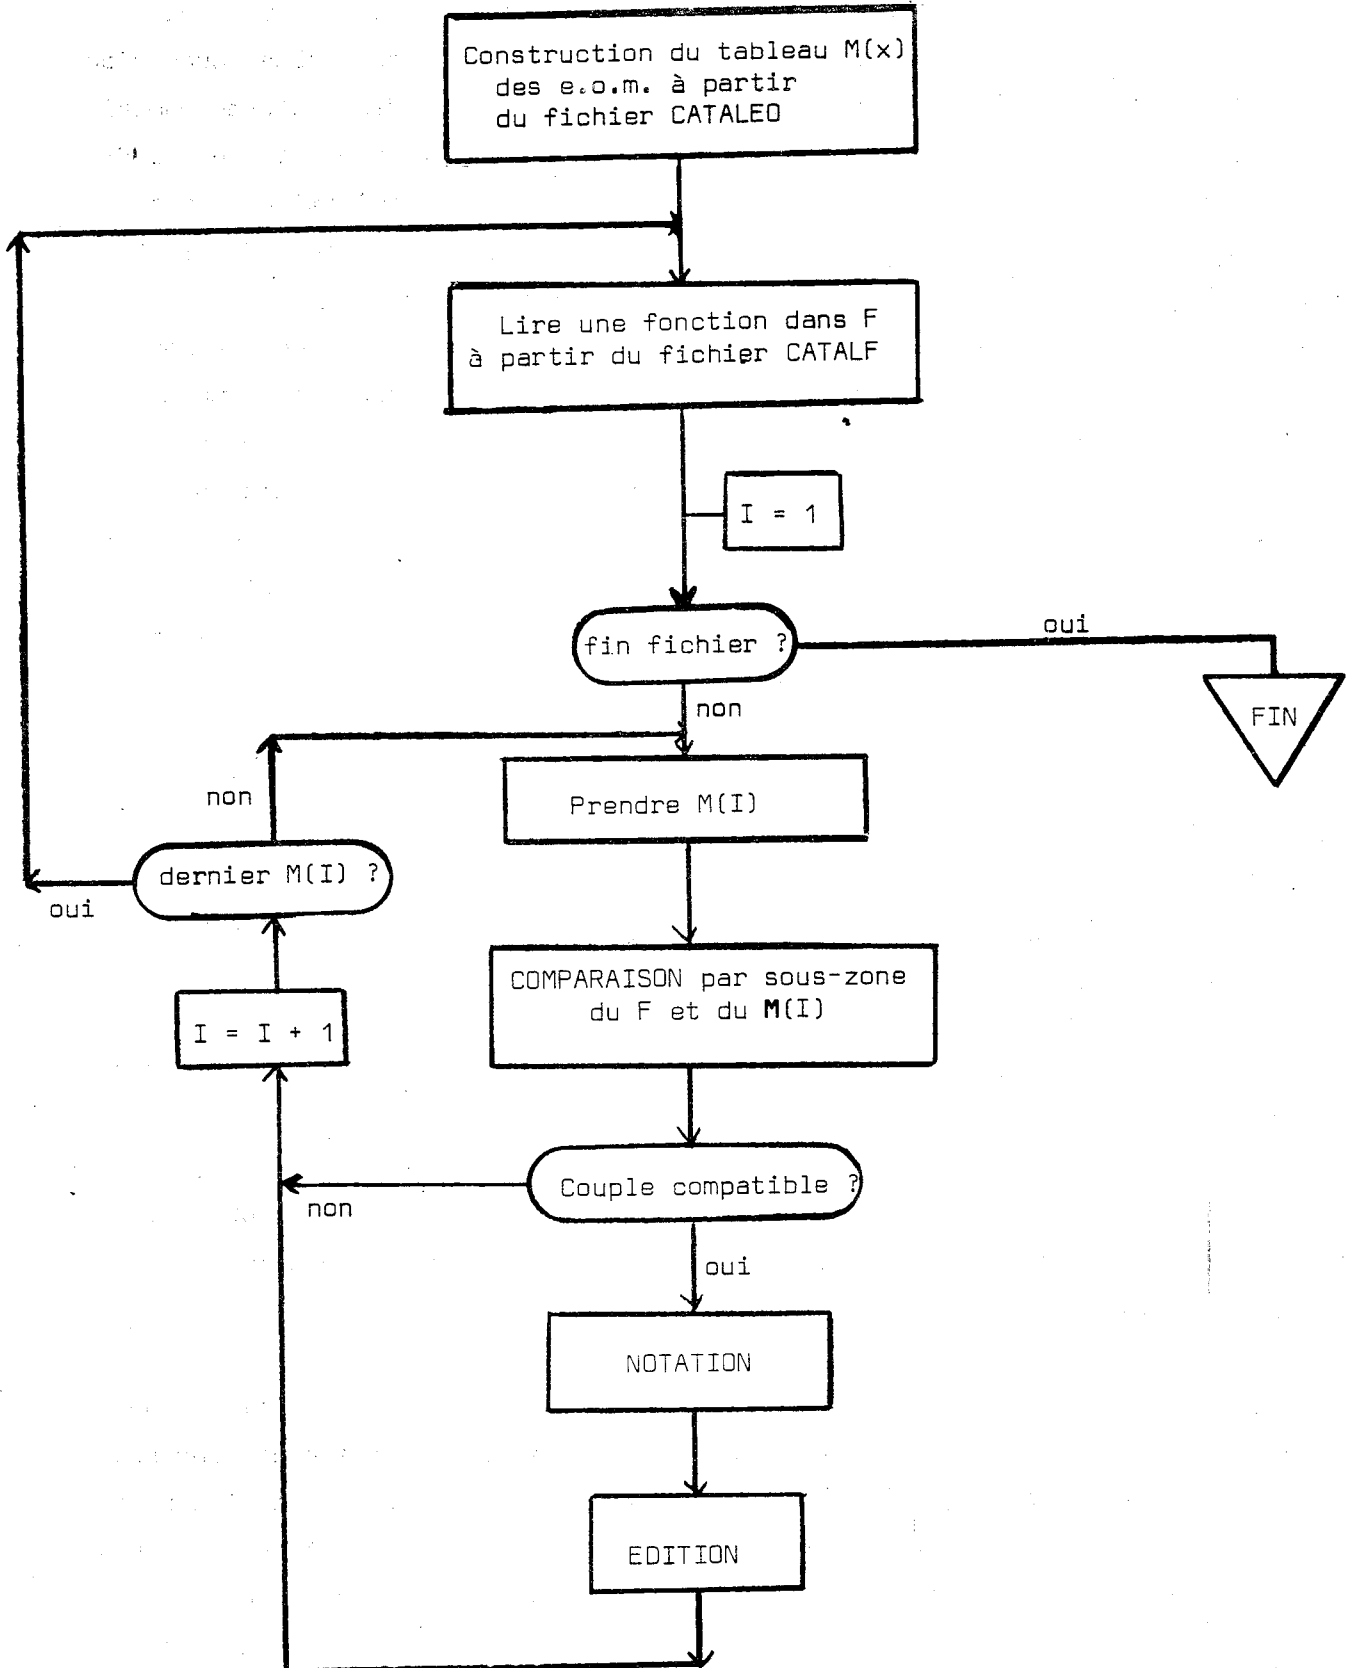 Construction du tableau M(x)
des e.o.m. à partir
du fichier CATALEO
Lire une fonction dans F
à partir du fichier CATALF
I = 1
fin fichier ?
oui
FIN
non
Prendre M(I)
non
dernier M(I) ?
oui
COMPARAISON par sous-zone
du F et du M(I)
I = I + 1
Couple compatible ?
non
oui
NOTATION
EDITION